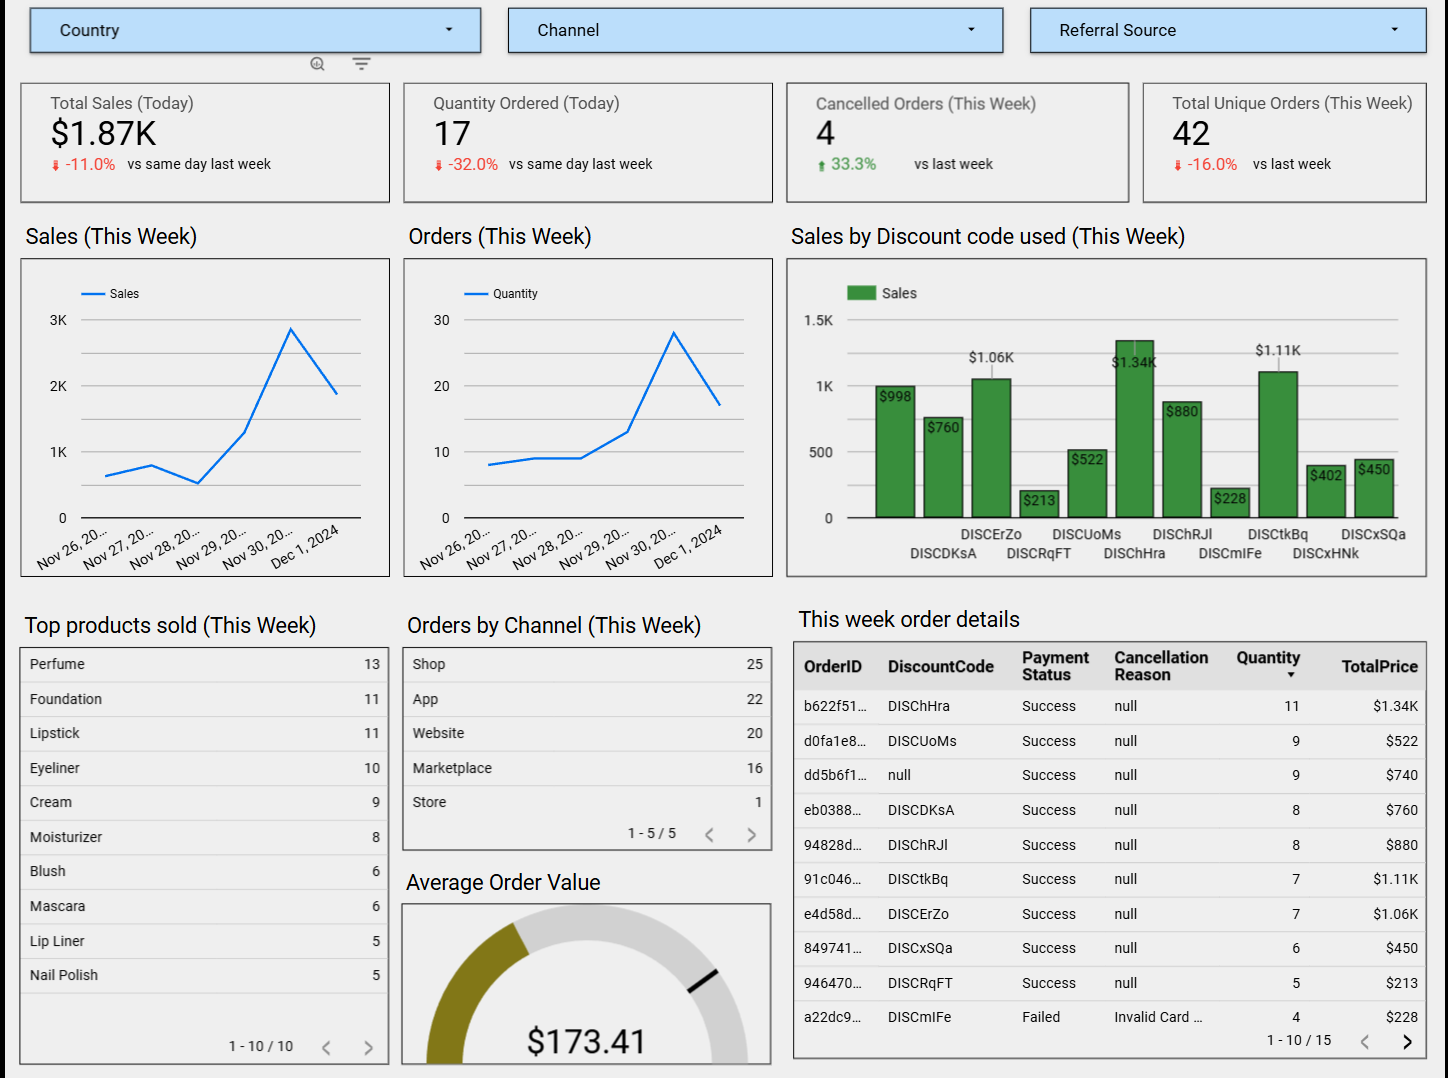 Country Channel Referral Source
Total Sales (Today)
$1.87K
-11.0% vs same day last week
Quantity Ordered (Today)
17
-32.0% vs same day last week
Cancelled Orders (This Week)
4
33.3% vs last week
Total Unique Orders (This Week)
42
-16.0% vs last week
Sales (This Week)
Sales
3K
2K
1K
0
Nov 26, 20...
Nov 27, 20...
Nov 28, 20...
Nov 29, 20...
Nov 30, 20...
Dec 1, 2024
Orders (This Week)
Quantity
30
20
10
0
Nov 26, 20...
Nov 27, 20...
Nov 28, 20...
Nov 29, 20...
Nov 30, 20...
Dec 1, 2024
Sales by Discount code used (This Week)
Sales
1.5K
1K
500
0
$998
$760
$1.06K
$213
$522
$1.34K
$880
$228
$1.11K
$402
$450
DISCErZo DISCUoMs DISChRJl DISCtkBq DISCxSQa
DISCDKsA DISCRqFT DISChHra DISCmIFe DISCxHNk
Top products sold (This Week)
Perfume 13
Foundation 11
Lipstick 11
Eyeliner 10
Cream 9
Moisturizer 8
Blush 6
Mascara 6
Lip Liner 5
Nail Polish 5
1 - 10 / 10
Orders by Channel (This Week)
Shop 25
App 22
Website 20
Marketplace 16
Store 1
1 - 5 / 5
Average Order Value
$173.41
This week order details
OrderID DiscountCode Payment Status Cancellation Reason Quantity TotalPrice
b622f51... DISChHra Success null 11 $1.34K
d0fa1e8... DISCUoMs Success null 9 $522
dd5b6f1... null Success null 9 $740
eb0388... DISCDKsA Success null 8 $760
94828d... DISChRJl Success null 8 $880
91c046... DISCtkBq Success null 7 $1.11K
e4d58d... DISCErZo Success null 7 $1.06K
849741... DISCxSQa Success null 6 $450
946470... DISCRqFT Success null 5 $213
a22dc9... DISCmIFe Failed Invalid Card ... 4 $228
1 - 10 / 15